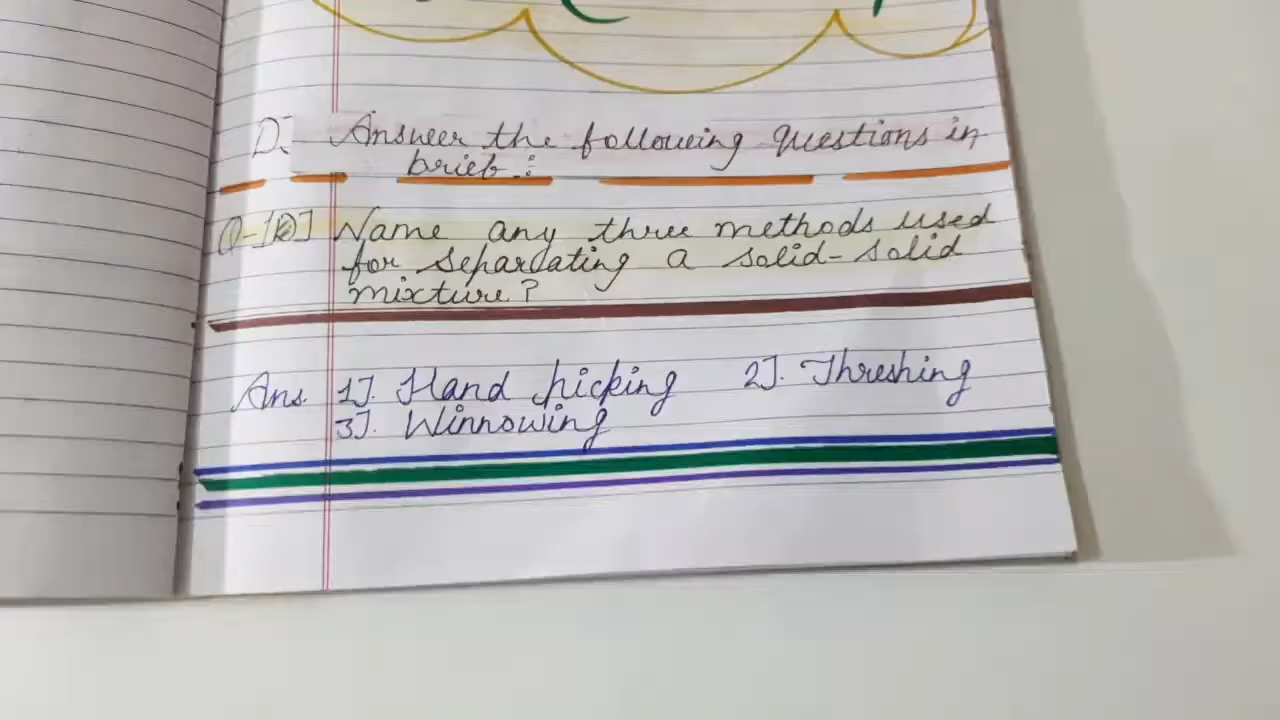 D. Answer the following Questions in
brief :
Name any three methods used
for separating a solid-solid
mixture?
Ans. 1]. Hand picking 2]. Threshing
3]. Winnowing